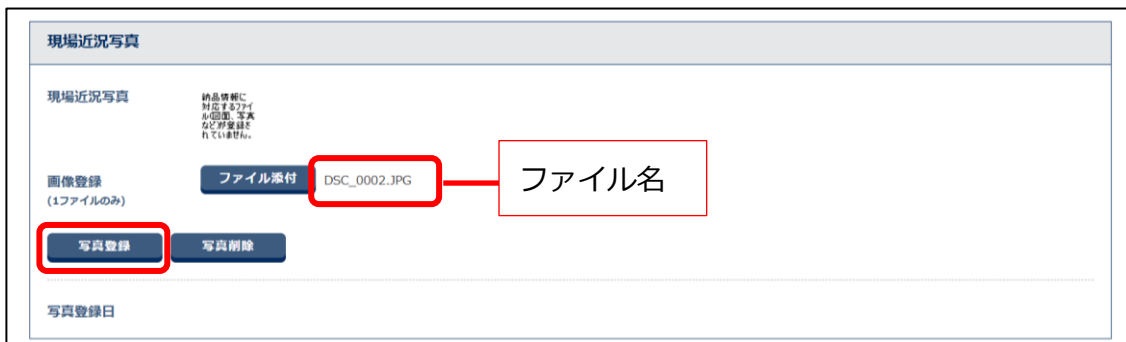 現場近況写真
現場近況写真
納品情報に
対応するファイ
ル(図面、写真
など)が登録さ
れていません。
画像登録
(1ファイルのみ)
ファイル添付
DSC_0002.JPG
ファイル名
写真登録
写真削除
写真登録日